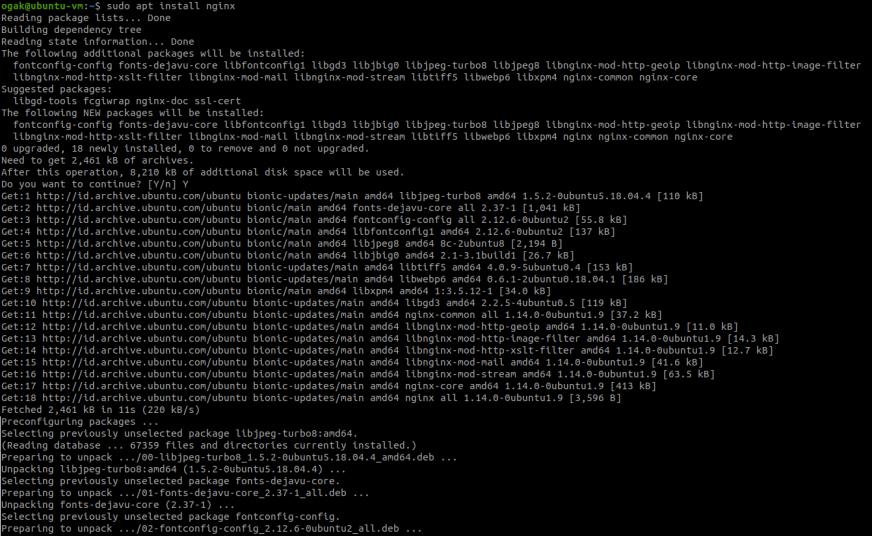 ogak@ubuntu-vm:~$ sudo apt install nginx
Reading package lists... Done
Building dependency tree
Reading state information... Done
The following additional packages will be installed:
  fontconfig-config fonts-dejavu-core libfontconfig1 libgd3 libjbig0 libjpeg-turbo8 libjpeg8 libnginx-mod-http-geoip libnginx-mod-http-image-filter
  libnginx-mod-http-xslt-filter libnginx-mod-mail libnginx-mod-stream libtiff5 libwebp6 libxpm4 nginx-common nginx-core
Suggested packages:
  libgd-tools fcgiwrap nginx-doc ssl-cert
The following NEW packages will be installed:
  fontconfig-config fonts-dejavu-core libfontconfig1 libgd3 libjbig0 libjpeg-turbo8 libjpeg8 libnginx-mod-http-geoip libnginx-mod-http-image-filter
  libnginx-mod-http-xslt-filter libnginx-mod-mail libnginx-mod-stream libtiff5 libwebp6 libxpm4 nginx nginx-common nginx-core
0 upgraded, 18 newly installed, 0 to remove and 0 not upgraded.
Need to get 2,461 kB of archives.
After this operation, 8,210 kB of additional disk space will be used.
Do you want to continue? [Y/n] Y
Get:1 http://id.archive.ubuntu.com/ubuntu bionic-updates/main amd64 libjpeg-turbo8 amd64 1.5.2-0ubuntu5.18.04.4 [110 kB]
Get:2 http://id.archive.ubuntu.com/ubuntu bionic/main amd64 fonts-dejavu-core all 2.37-1 [1,041 kB]
Get:3 http://id.archive.ubuntu.com/ubuntu bionic/main amd64 fontconfig-config all 2.12.6-0ubuntu2 [55.8 kB]
Get:4 http://id.archive.ubuntu.com/ubuntu bionic/main amd64 libfontconfig1 amd64 2.12.6-0ubuntu2 [137 kB]
Get:5 http://id.archive.ubuntu.com/ubuntu bionic/main amd64 libjpeg8 amd64 8c-2ubuntu8 [2,194 B]
Get:6 http://id.archive.ubuntu.com/ubuntu bionic/main amd64 libjbig0 amd64 2.1-3.1build1 [26.7 kB]
Get:7 http://id.archive.ubuntu.com/ubuntu bionic-updates/main amd64 libtiff5 amd64 4.0.9-5ubuntu0.4 [153 kB]
Get:8 http://id.archive.ubuntu.com/ubuntu bionic-updates/main amd64 libwebp6 amd64 0.6.1-2ubuntu0.18.04.1 [186 kB]
Get:9 http://id.archive.ubuntu.com/ubuntu bionic/main amd64 libxpm4 amd64 1:3.5.12-1 [34.0 kB]
Get:10 http://id.archive.ubuntu.com/ubuntu bionic-updates/main amd64 libgd3 amd64 2.2.5-4ubuntu0.5 [119 kB]
Get:11 http://id.archive.ubuntu.com/ubuntu bionic-updates/main amd64 nginx-common all 1.14.0-0ubuntu1.9 [37.2 kB]
Get:12 http://id.archive.ubuntu.com/ubuntu bionic-updates/main amd64 libnginx-mod-http-geoip amd64 1.14.0-0ubuntu1.9 [11.0 kB]
Get:13 http://id.archive.ubuntu.com/ubuntu bionic-updates/main amd64 libnginx-mod-http-image-filter amd64 1.14.0-0ubuntu1.9 [14.3 kB]
Get:14 http://id.archive.ubuntu.com/ubuntu bionic-updates/main amd64 libnginx-mod-http-xslt-filter amd64 1.14.0-0ubuntu1.9 [12.7 kB]
Get:15 http://id.archive.ubuntu.com/ubuntu bionic-updates/main amd64 libnginx-mod-mail amd64 1.14.0-0ubuntu1.9 [41.6 kB]
Get:16 http://id.archive.ubuntu.com/ubuntu bionic-updates/main amd64 libnginx-mod-stream amd64 1.14.0-0ubuntu1.9 [63.5 kB]
Get:17 http://id.archive.ubuntu.com/ubuntu bionic-updates/main amd64 nginx-core amd64 1.14.0-0ubuntu1.9 [413 kB]
Get:18 http://id.archive.ubuntu.com/ubuntu bionic-updates/main amd64 nginx all 1.14.0-0ubuntu1.9 [3,596 B]
Fetched 2,461 kB in 11s (220 kB/s)
Preconfiguring packages ...
Selecting previously unselected package libjpeg-turbo8:amd64.
(Reading database ... 67359 files and directories currently installed.)
Preparing to unpack .../00-libjpeg-turbo8_1.5.2-0ubuntu5.18.04.4_amd64.deb ...
Unpacking libjpeg-turbo8:amd64 (1.5.2-0ubuntu5.18.04.4) ...
Selecting previously unselected package fonts-dejavu-core.
Preparing to unpack .../01-fonts-dejavu-core_2.37-1_all.deb ...
Unpacking fonts-dejavu-core (2.37-1) ...
Selecting previously unselected package fontconfig-config.
Preparing to unpack .../02-fontconfig-config_2.12.6-0ubuntu2_all.deb ...